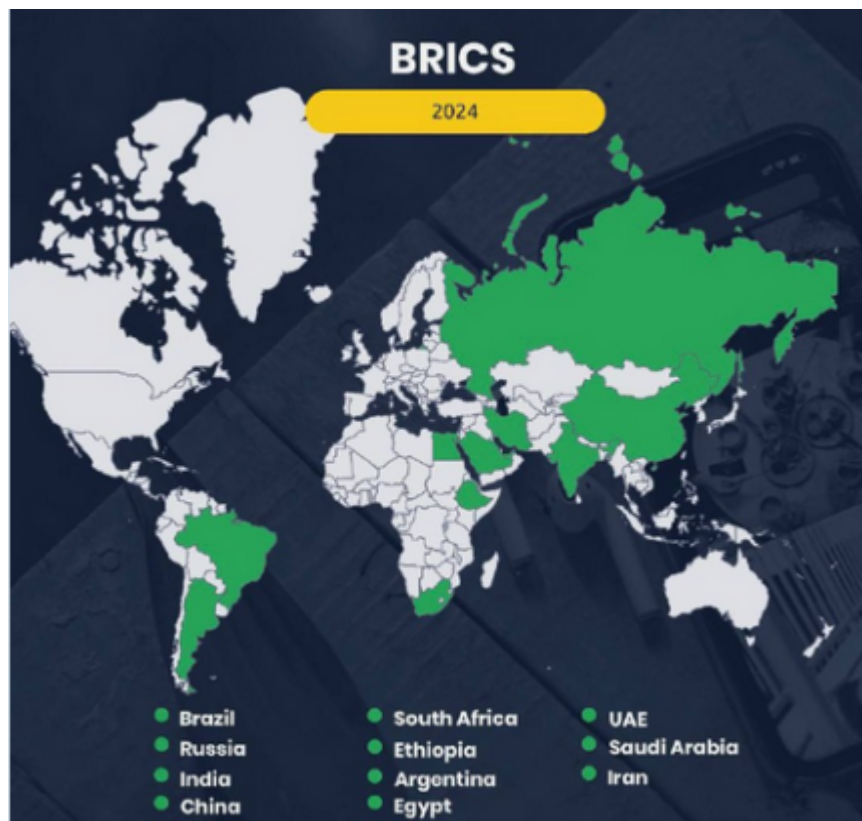 BRICS
2024
Brazil
Russia
India
China
South Africa
Ethiopia
Argentina
Egypt
UAE
Saudi Arabia
Iran